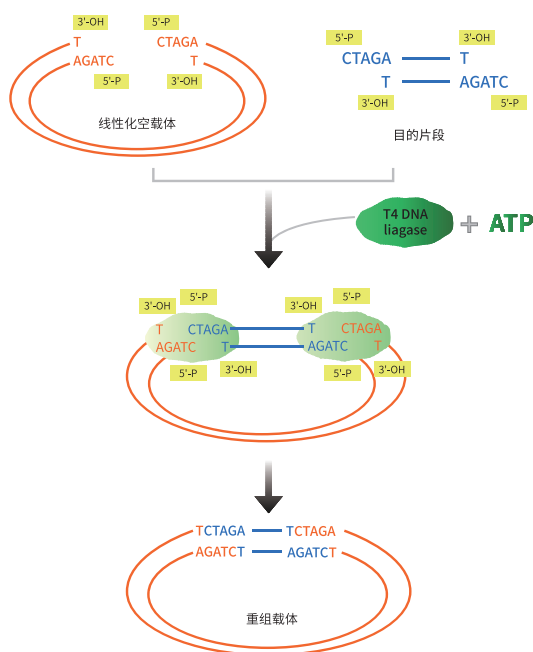 3'-OH 5'-P
T CTAGA
AGATC T
5'-P 3'-OH
线性化空载体
5'-P 3'-OH
CTAGA T
T AGATC
3'-OH 5'-P
目的片段
T4 DNA
liagase
+ ATP
3'-OH 5'-P 3'-OH 5'-P
T CTAGA T CTAGA
AGATC T AGATC T
5'-P 3'-OH 5'-P 3'-OH
TCTAGA TCTAGA
AGATCT AGATCT
重组载体